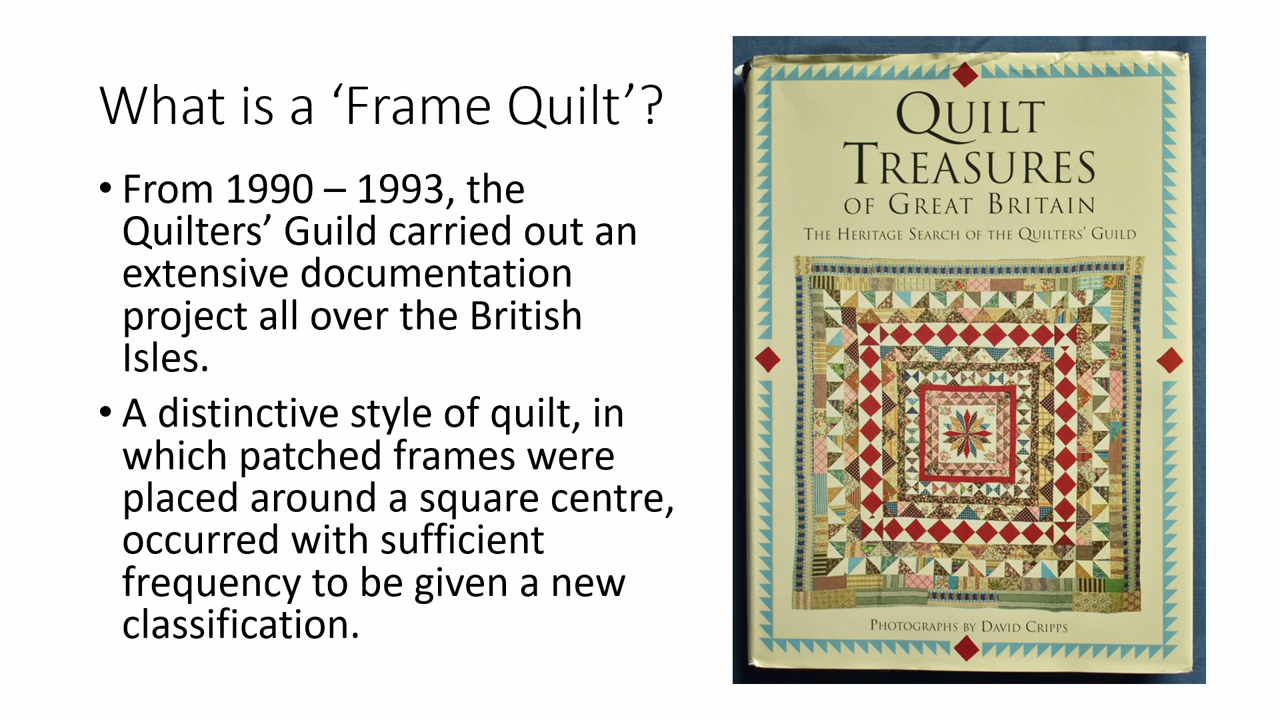 What is a ‘Frame Quilt’?
• From 1990 – 1993, the
Quilters’ Guild carried out an
extensive documentation
project all over the British
Isles.
• A distinctive style of quilt, in
which patched frames were
placed around a square centre,
occurred with sufficient
frequency to be given a new
classification.
QUILT
TREASURES
OF GREAT BRITAIN
THE HERITAGE SEARCH OF THE QUILTERS’ GUILD
PHOTOGRAPHS BY DAVID CRIPPS